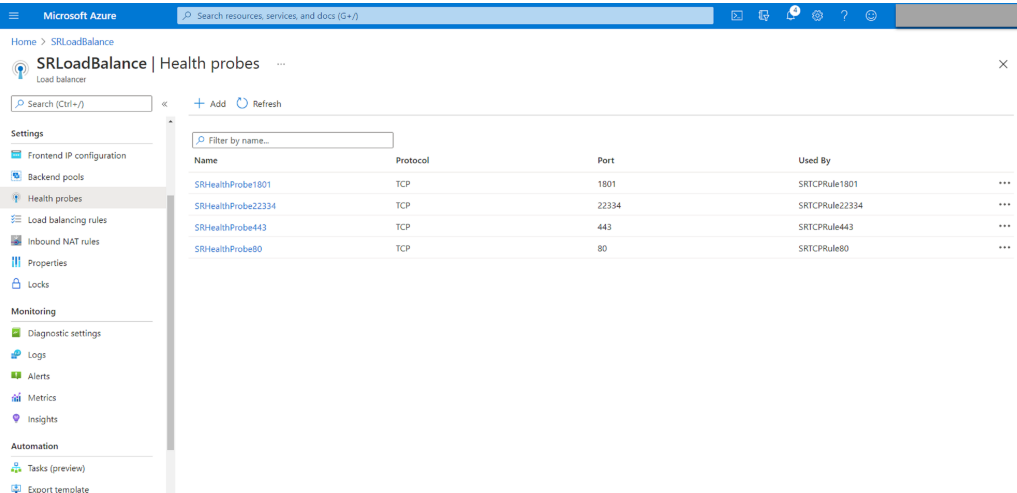 Microsoft Azure
Search resources, services, and docs (G+/)
4
Home > SRLoadBalance
SRLoadBalance | Health probes ...
Load balancer
Search (Ctrl+/) «
+ Add Refresh
Settings
Frontend IP configuration
Backend pools
Health probes
Load balancing rules
Inbound NAT rules
Properties
Locks
Monitoring
Diagnostic settings
Logs
Alerts
Metrics
Insights
Automation
Tasks (preview)
Export template
Filter by name...
Name Protocol Port Used By
SRHealthProbe1801 TCP 1801 SRTCPRule1801 ...
SRHealthProbe22334 TCP 22334 SRTCPRule22334 ...
SRHealthProbe443 TCP 443 SRTCPRule443 ...
SRHealthProbe80 TCP 80 SRTCPRule80 ...